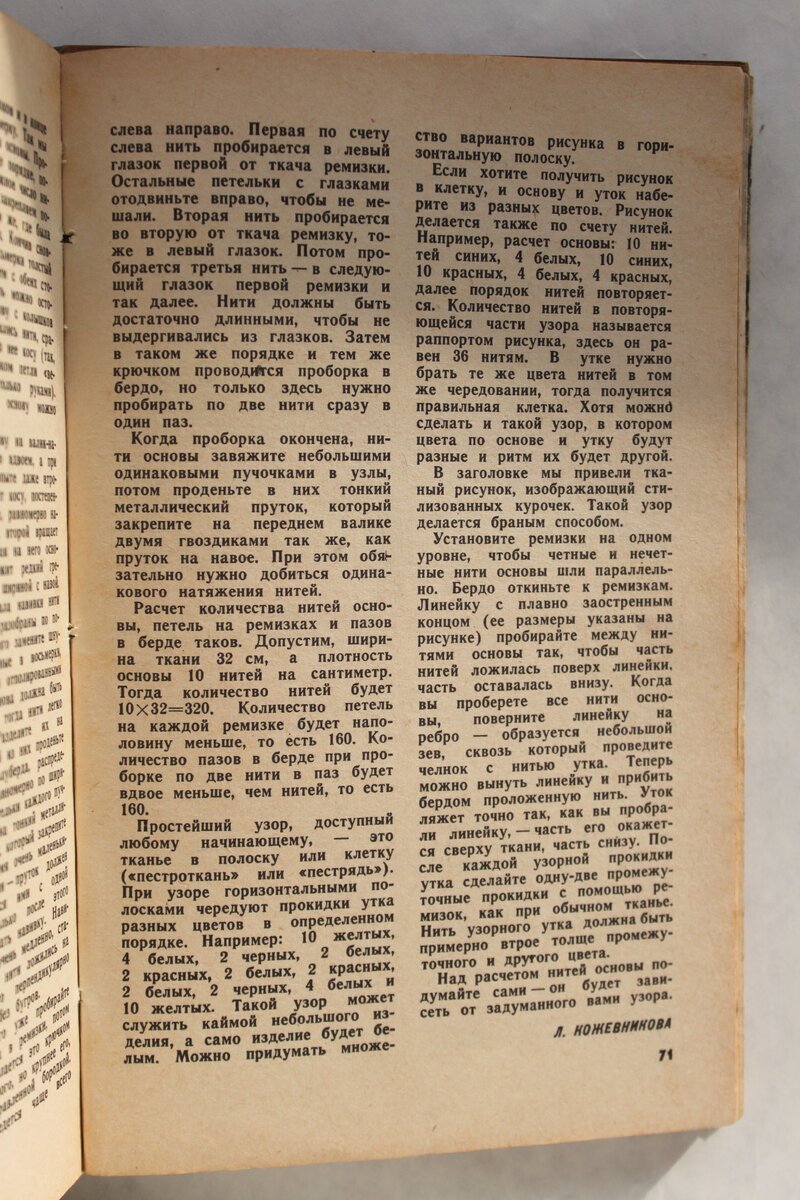 слева направо. Первая по счету
слева нить пробирается в левый
глазок первой от ткача ремизки.
Остальные петельки с глазками
отодвиньте вправо, чтобы не ме-
шали. Вторая нить пробирается
во вторую от ткача ремизку, то-
же в левый глазок. Потом про-
бирается третья нить — в следую-
щий глазок первой ремизки и
так далее. Нити должны быть
достаточно длинными, чтобы не
выдергивались из глазков. Затем
в таком же порядке и тем же
крючком проводится проборка в
бердо, но только здесь нужно
пробирать по две нити сразу в
один паз.
Когда проборка окончена, ни-
ти основы завяжите небольшими
одинаковыми пучочками в узлы,
потом проденьте в них тонкий
металлический пруток, который
закрепите на переднем валике
двумя гвоздиками так же, как
пруток на навое. При этом обя-
зательно нужно добиться одина-
кового натяжения нитей.
Расчет количества нитей осно-
вы, петель на ремизках и пазов
в берде таков. Допустим, шири-
на ткани 32 см, а плотность
основы 10 нитей на сантиметр.
Тогда количество нитей будет
10×32=320. Количество петель
на каждой ремизке будет напо-
ловину меньше, то есть 160. Ко-
личество пазов в берде при про-
борке по две нити в паз будет
вдвое меньше, чем нитей, то есть
160.
Простейший узор, доступный
любому начинающему, — это
тканье в полоску или клетку
(«пестроткань» или «пестрядь»).
При узоре горизонтальными по-
лосками чередуют прокидки утка
разных цветов в определенном
порядке. Например: 10 желтых,
4 белых, 2 черных, 2 белых,
2 красных, 2 белых, 2 красных,
2 белых, 2 черных, 4 белых и
10 желтых. Такой узор может
служить каймой небольшого из-
делия, а само изделие будет бе-
лым. Можно придумать множе-
ство вариантов рисунка в гори-
зонтальную полоску.
Если хотите получить рисунок
в клетку, и основу и уток набе-
рите из разных цветов. Рисунок
делается также по счету нитей.
Например, расчет основы: 10 ни-
тей синих, 4 белых, 10 синих,
10 красных, 4 белых, 4 красных,
далее порядок нитей повторяет-
ся. Количество нитей в повторя-
ющейся части узора называется
раппортом рисунка, здесь он ра-
вен 36 нитям. В утке нужно
брать те же цвета нитей в том
же чередовании, тогда получится
правильная клетка. Хотя можно
сделать и такой узор, в котором
цвета по основе и утку будут
разные и ритм их будет другой.
В заголовке мы привели тка-
ный рисунок, изображающий сти-
лизованных курочек. Такой узор
делается браным способом.
Установите ремизки на одном
уровне, чтобы четные и нечет-
ные нити основы шли параллель-
но. Бердо откиньте к ремизкам.
Линейку с плавно заостренным
концом (ее размеры указаны на
рисунке) пробирайте между ни-
тями основы так, чтобы часть
нитей ложилась поверх линейки,
часть оставалась внизу. Когда
вы проберете все нити осно-
вы, поверните линейку на
ребро — образуется небольшой
зев, сквозь который проведите
челнок с нитью утка. Теперь
можно вынуть линейку и прибить
бердом проложенную нить. Уток
ляжет точно так, как вы пробра-
ли линейку, — часть его окажет-
ся сверху ткани, часть снизу. По-
сле каждой узорной прокидки
утка сделайте одну-две промежу-
точные прокидки с помощью ре-
мизок, как при обычном тканье.
Нить узорного утка должна быть
примерно втрое толще промежу-
точного и другого цвета.
Над расчетом нитей основы по-
думайте сами — он будет зави-
сеть от задуманного вами узора.
Л. КОЖЕВНИКОВА
71